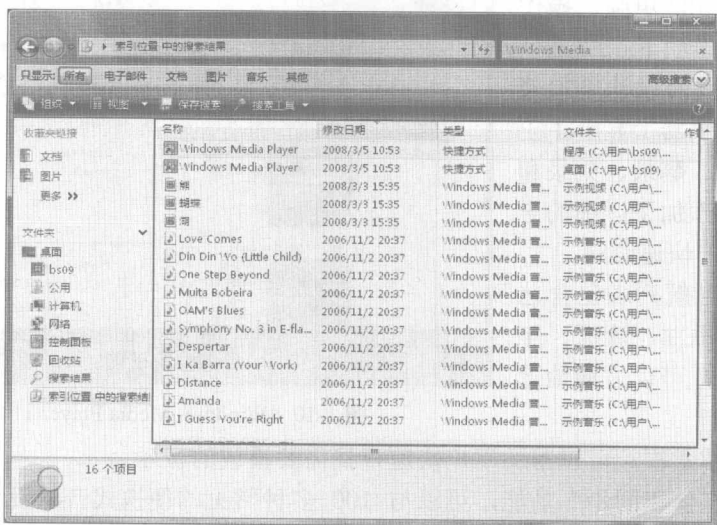 索引位置 中的搜索结果 Windows Media
只显示: 所有 电子邮件 文档 图片 音乐 其他 高级搜索
组织 视图 保存搜索 搜索工具
收藏夹链接
文档
图片
更多 >>
文件夹
桌面
bs09
公用
计算机
网络
控制面板
回收站
搜索结果
索引位置 中的搜索结
名称 修改日期 类型 文件夹
Windows Media Player 2008/3/5 10:53 快捷方式 程序 (C:\用户\bs09\...
Windows Media Player 2008/3/5 10:53 快捷方式 桌面 (C:\用户\bs09)
熊 2008/3/3 15:35 Windows Media 音... 示例视频 (C:\用户\...
蝴蝶 2008/3/3 15:35 Windows Media 音... 示例视频 (C:\用户\...
湖 2008/3/3 15:35 Windows Media 音... 示例视频 (C:\用户\...
Love Comes 2006/11/2 20:37 Windows Media 音... 示例音乐 (C:\用户\...
Din Din Wo (Little Child) 2006/11/2 20:37 Windows Media 音... 示例音乐 (C:\用户\...
One Step Beyond 2006/11/2 20:37 Windows Media 音... 示例音乐 (C:\用户\...
Muita Bobeira 2006/11/2 20:37 Windows Media 音... 示例音乐 (C:\用户\...
OAM's Blues 2006/11/2 20:37 Windows Media 音... 示例音乐 (C:\用户\...
Symphony No. 3 in E-fla... 2006/11/2 20:37 Windows Media 音... 示例音乐 (C:\用户\...
Despertar 2006/11/2 20:37 Windows Media 音... 示例音乐 (C:\用户\...
I Ka Barra (Your Work) 2006/11/2 20:37 Windows Media 音... 示例音乐 (C:\用户\...
Distance 2006/11/2 20:37 Windows Media 音... 示例音乐 (C:\用户\...
Amanda 2006/11/2 20:37 Windows Media 音... 示例音乐 (C:\用户\...
I Guess You're Right 2006/11/2 20:37 Windows Media 音... 示例音乐 (C:\用户\...
16 个项目